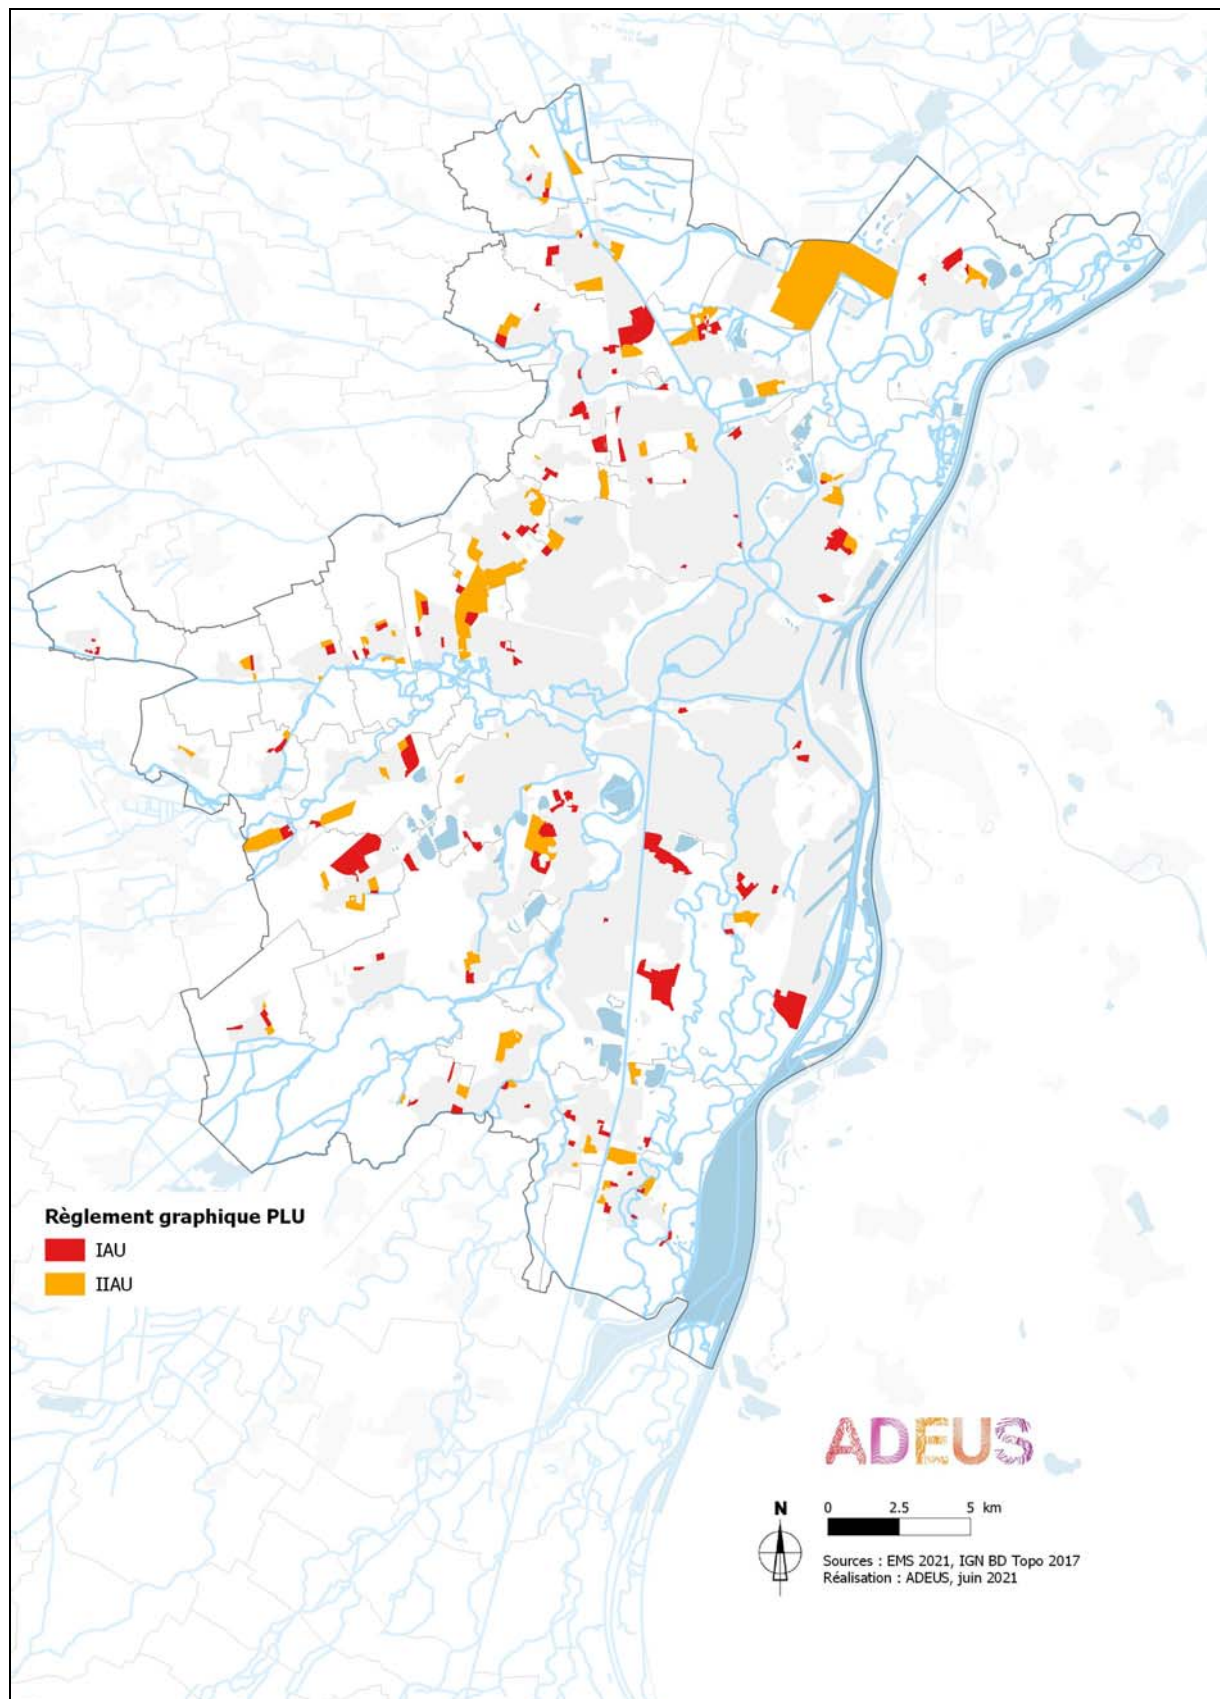 Règlement graphique PLU
IAU
IIAU
ADEUS
N
0 2.5 5 km
Sources : EMS 2021, IGN BD Topo 2017
Réalisation : ADEUS, juin 2021